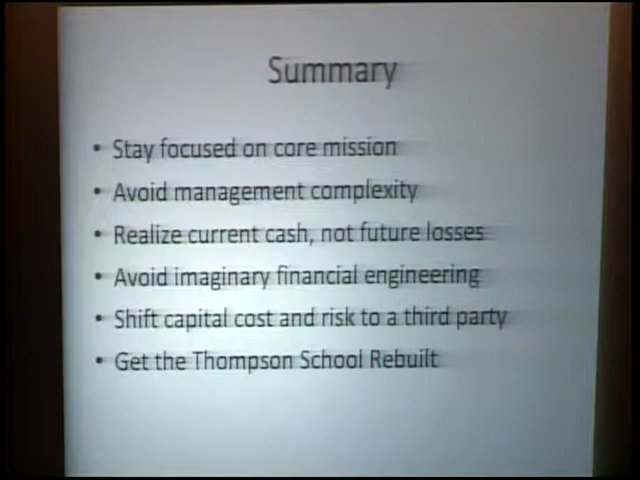 Summary
• Stay focused on core mission
• Avoid management complexity
• Realize current cash, not future losses
• Avoid imaginary financial engineering
• Shift capital cost and risk to a third party
• Get the Thompson School Rebuilt